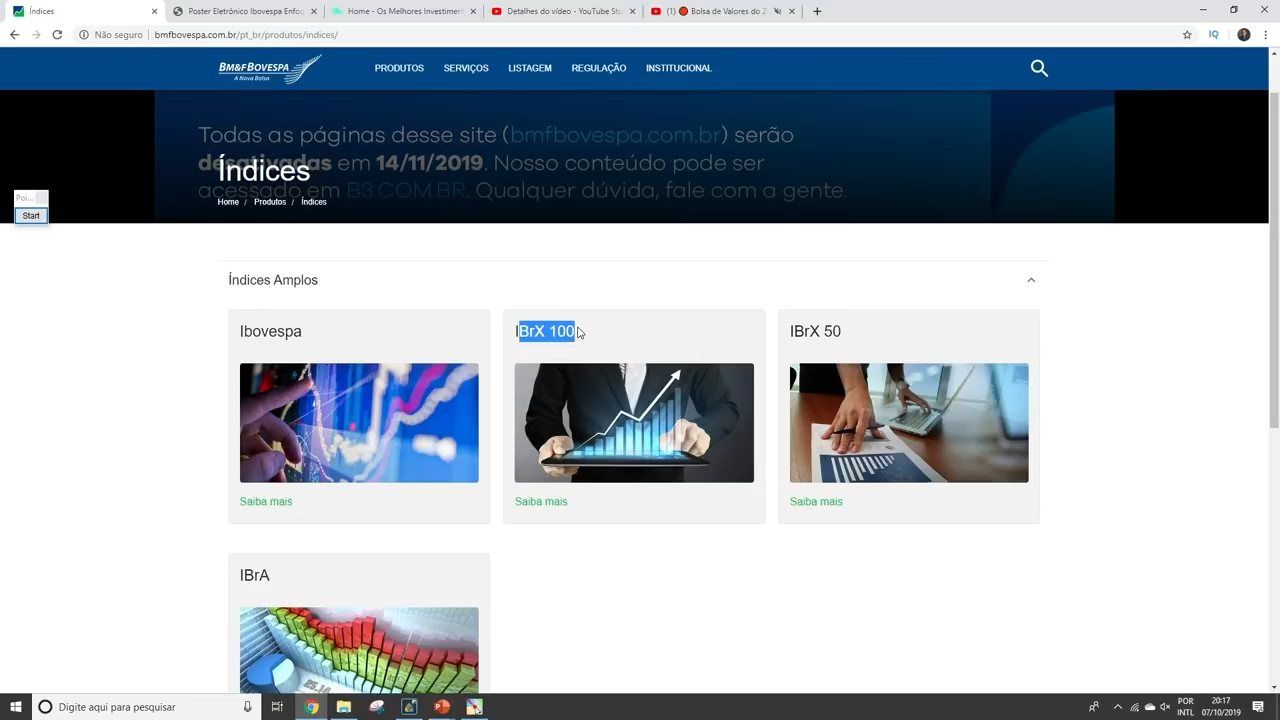 Índices
Poster Eletrônico Ibovespa Enfoq
Home - Os Melhores Investiment
Detalhes do vídeo - YouTube Stu
(1) 🔴 Bolsa de Valores do Z
Não seguro
bmfbovespa.com.br/pt_br/produtos/indices/
IQ
BM&FBOVESPA
A Nova Bolsa
PRODUTOS
SERVIÇOS
LISTAGEM
REGULAÇÃO
INSTITUCIONAL
Todas as páginas desse site (bmfbovespa.com.br) serão
desativadas em 14/11/2019. Nosso conteúdo pode ser
acessado em B3.COM.BR. Qualquer dúvida, fale com a gente.
Índices
Home / Produtos / Índices
Poi...
Start
Índices Amplos
Ibovespa
IBrX 100
IBrX 50
Saiba mais
Saiba mais
Saiba mais
IBrA
Digite aqui para pesquisar
POR
INTL
20:17
07/10/2019